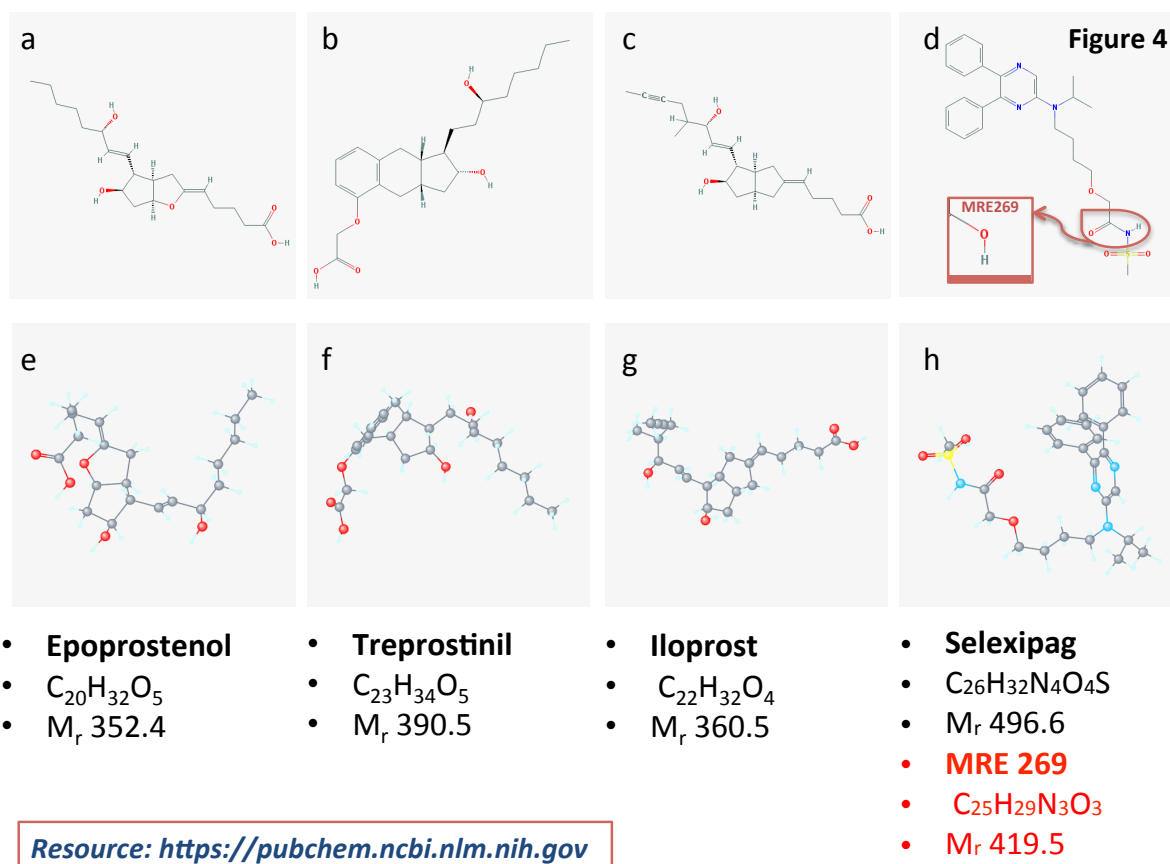 a
b
c
d
Figure 4
MRE269
e
f
g
h
• Epoprostenol
• C₂₀H₃₂O₅
• Mᵣ 352.4
• Treprostinil
• C₂₃H₃₄O₅
• Mᵣ 390.5
• Iloprost
• C₂₂H₃₂O₄
• Mᵣ 360.5
• Selexipag
• C₂₆H₃₂N₄O₄S
• Mᵣ 496.6
• MRE 269
• C₂₅H₂₉N₃O₃
• Mᵣ 419.5
Resource: https://pubchem.ncbi.nlm.nih.gov